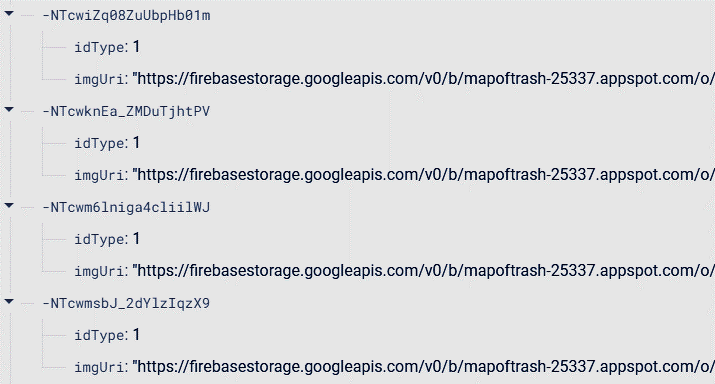 -NTcwiZq08ZuUbpHb01m
idType: 1
imgUri: "https://firebasestorage.googleapis.com/v0/b/mapoftrash-25337.appspot.com/o/
-NTcwknEa_ZMDuTjhtPV
idType: 1
imgUri: "https://firebasestorage.googleapis.com/v0/b/mapoftrash-25337.appspot.com/o/
-NTcwm6lniga4cliilWJ
idType: 1
imgUri: "https://firebasestorage.googleapis.com/v0/b/mapoftrash-25337.appspot.com/o/
-NTcwmsbJ_2dYlzIqzX9
idType: 1
imgUri: "https://firebasestorage.googleapis.com/v0/b/mapoftrash-25337.appspot.com/o/